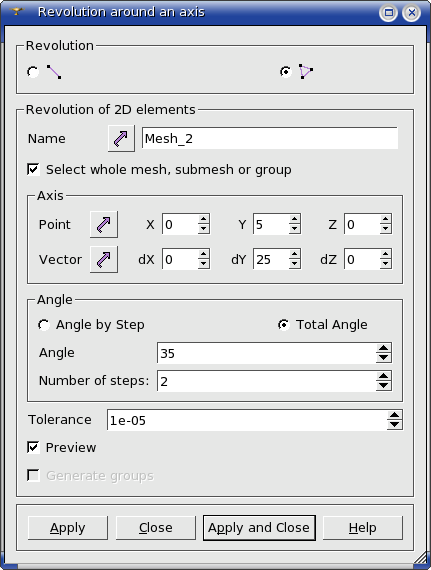 Revolution around an axis
Revolution
Revolution of 2D elements
Name Mesh_2
Select whole mesh, submesh or group
Axis
Point X 0 Y 5 Z 0
Vector dX 0 dY 25 dZ 0
Angle
Angle by Step Total Angle
Angle 35
Number of steps: 2
Tolerance 1e-05
Preview
Generate groups
Apply Close Apply and Close Help